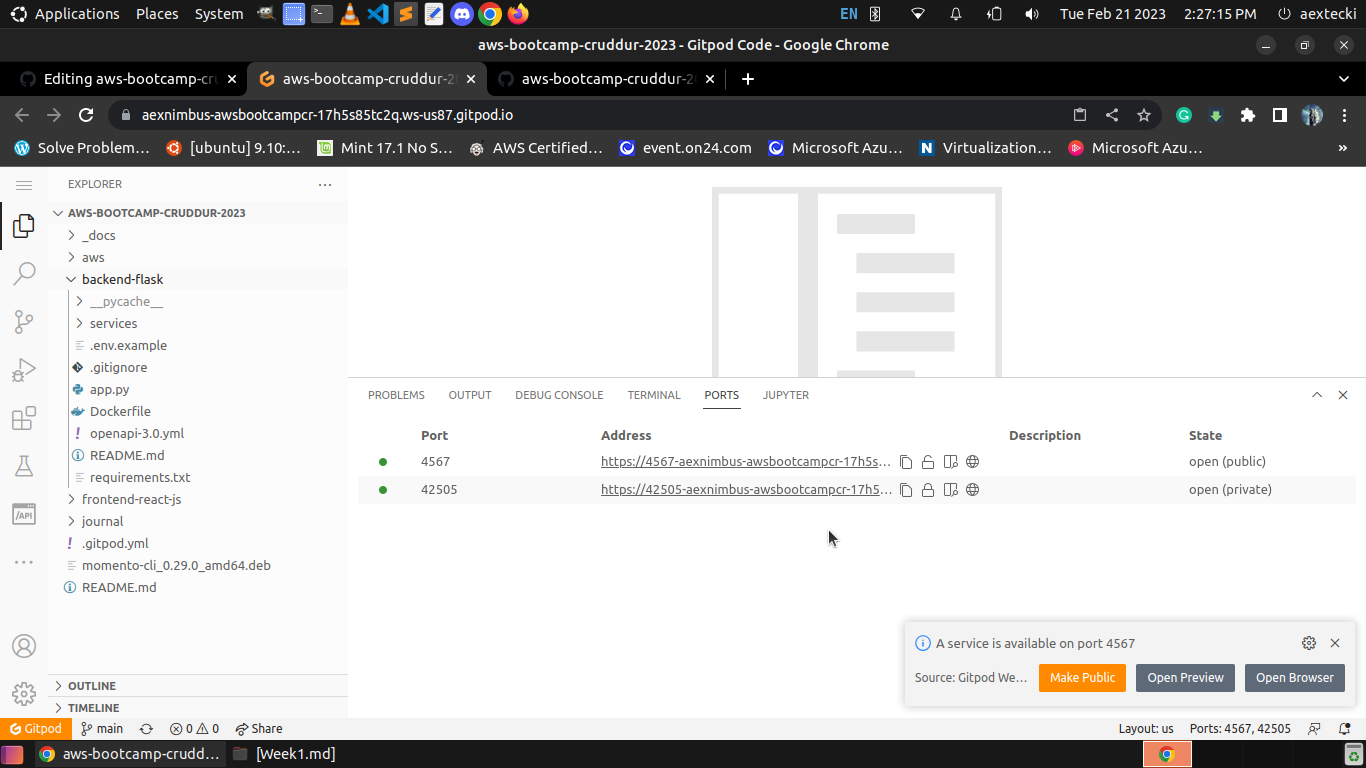 Applications Places System EN Tue Feb 21 2023 2:27:15 PM aextecki
aws-bootcamp-cruddur-2023 - Gitpod Code - Google Chrome
Editing aws-bootcamp-cr aws-bootcamp-cruddur-2 aws-bootcamp-cruddur-2
aexnimbus-awsbootcampcr-17h5s85tc2q.ws-us87.gitpod.io
Solve Problem… [ubuntu] 9.10:… Mint 17.1 No S… AWS Certified… event.on24.com Microsoft Azu… Virtualization… Microsoft Azu… »
EXPLORER
AWS-BOOTCAMP-CRUDDUR-2023
_docs
aws
backend-flask
__pycache__
services
.env.example
.gitignore
app.py
Dockerfile
openapi-3.0.yml
README.md
requirements.txt
frontend-react-js
journal
.gitpod.yml
momento-cli_0.29.0_amd64.deb
README.md
OUTLINE
TIMELINE
/API
PROBLEMS OUTPUT DEBUG CONSOLE TERMINAL PORTS JUPYTER
Port Address Description State
4567 https://4567-aexnimbus-awsbootcampcr-17h5s… open (public)
42505 https://42505-aexnimbus-awsbootcampcr-17h5… open (private)
A service is available on port 4567
Source: Gitpod We… Make Public Open Preview Open Browser
Gitpod main 0 0 Share Layout: us Ports: 4567, 42505
aws-bootcamp-crudd… [Week1.md]